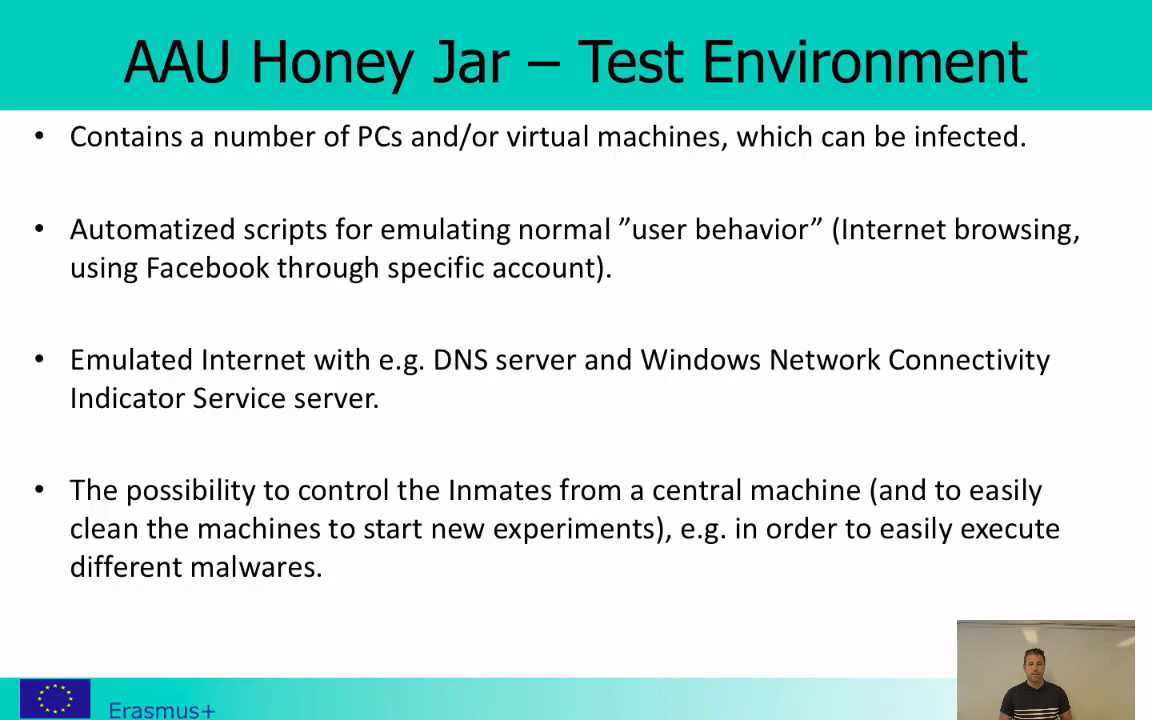 AAU Honey Jar – Test Environment
• Contains a number of PCs and/or virtual machines, which can be infected.
• Automatized scripts for emulating normal ”user behavior” (Internet browsing,
using Facebook through specific account).
• Emulated Internet with e.g. DNS server and Windows Network Connectivity
Indicator Service server.
• The possibility to control the Inmates from a central machine (and to easily
clean the machines to start new experiments), e.g. in order to easily execute
different malwares.
Erasmus+